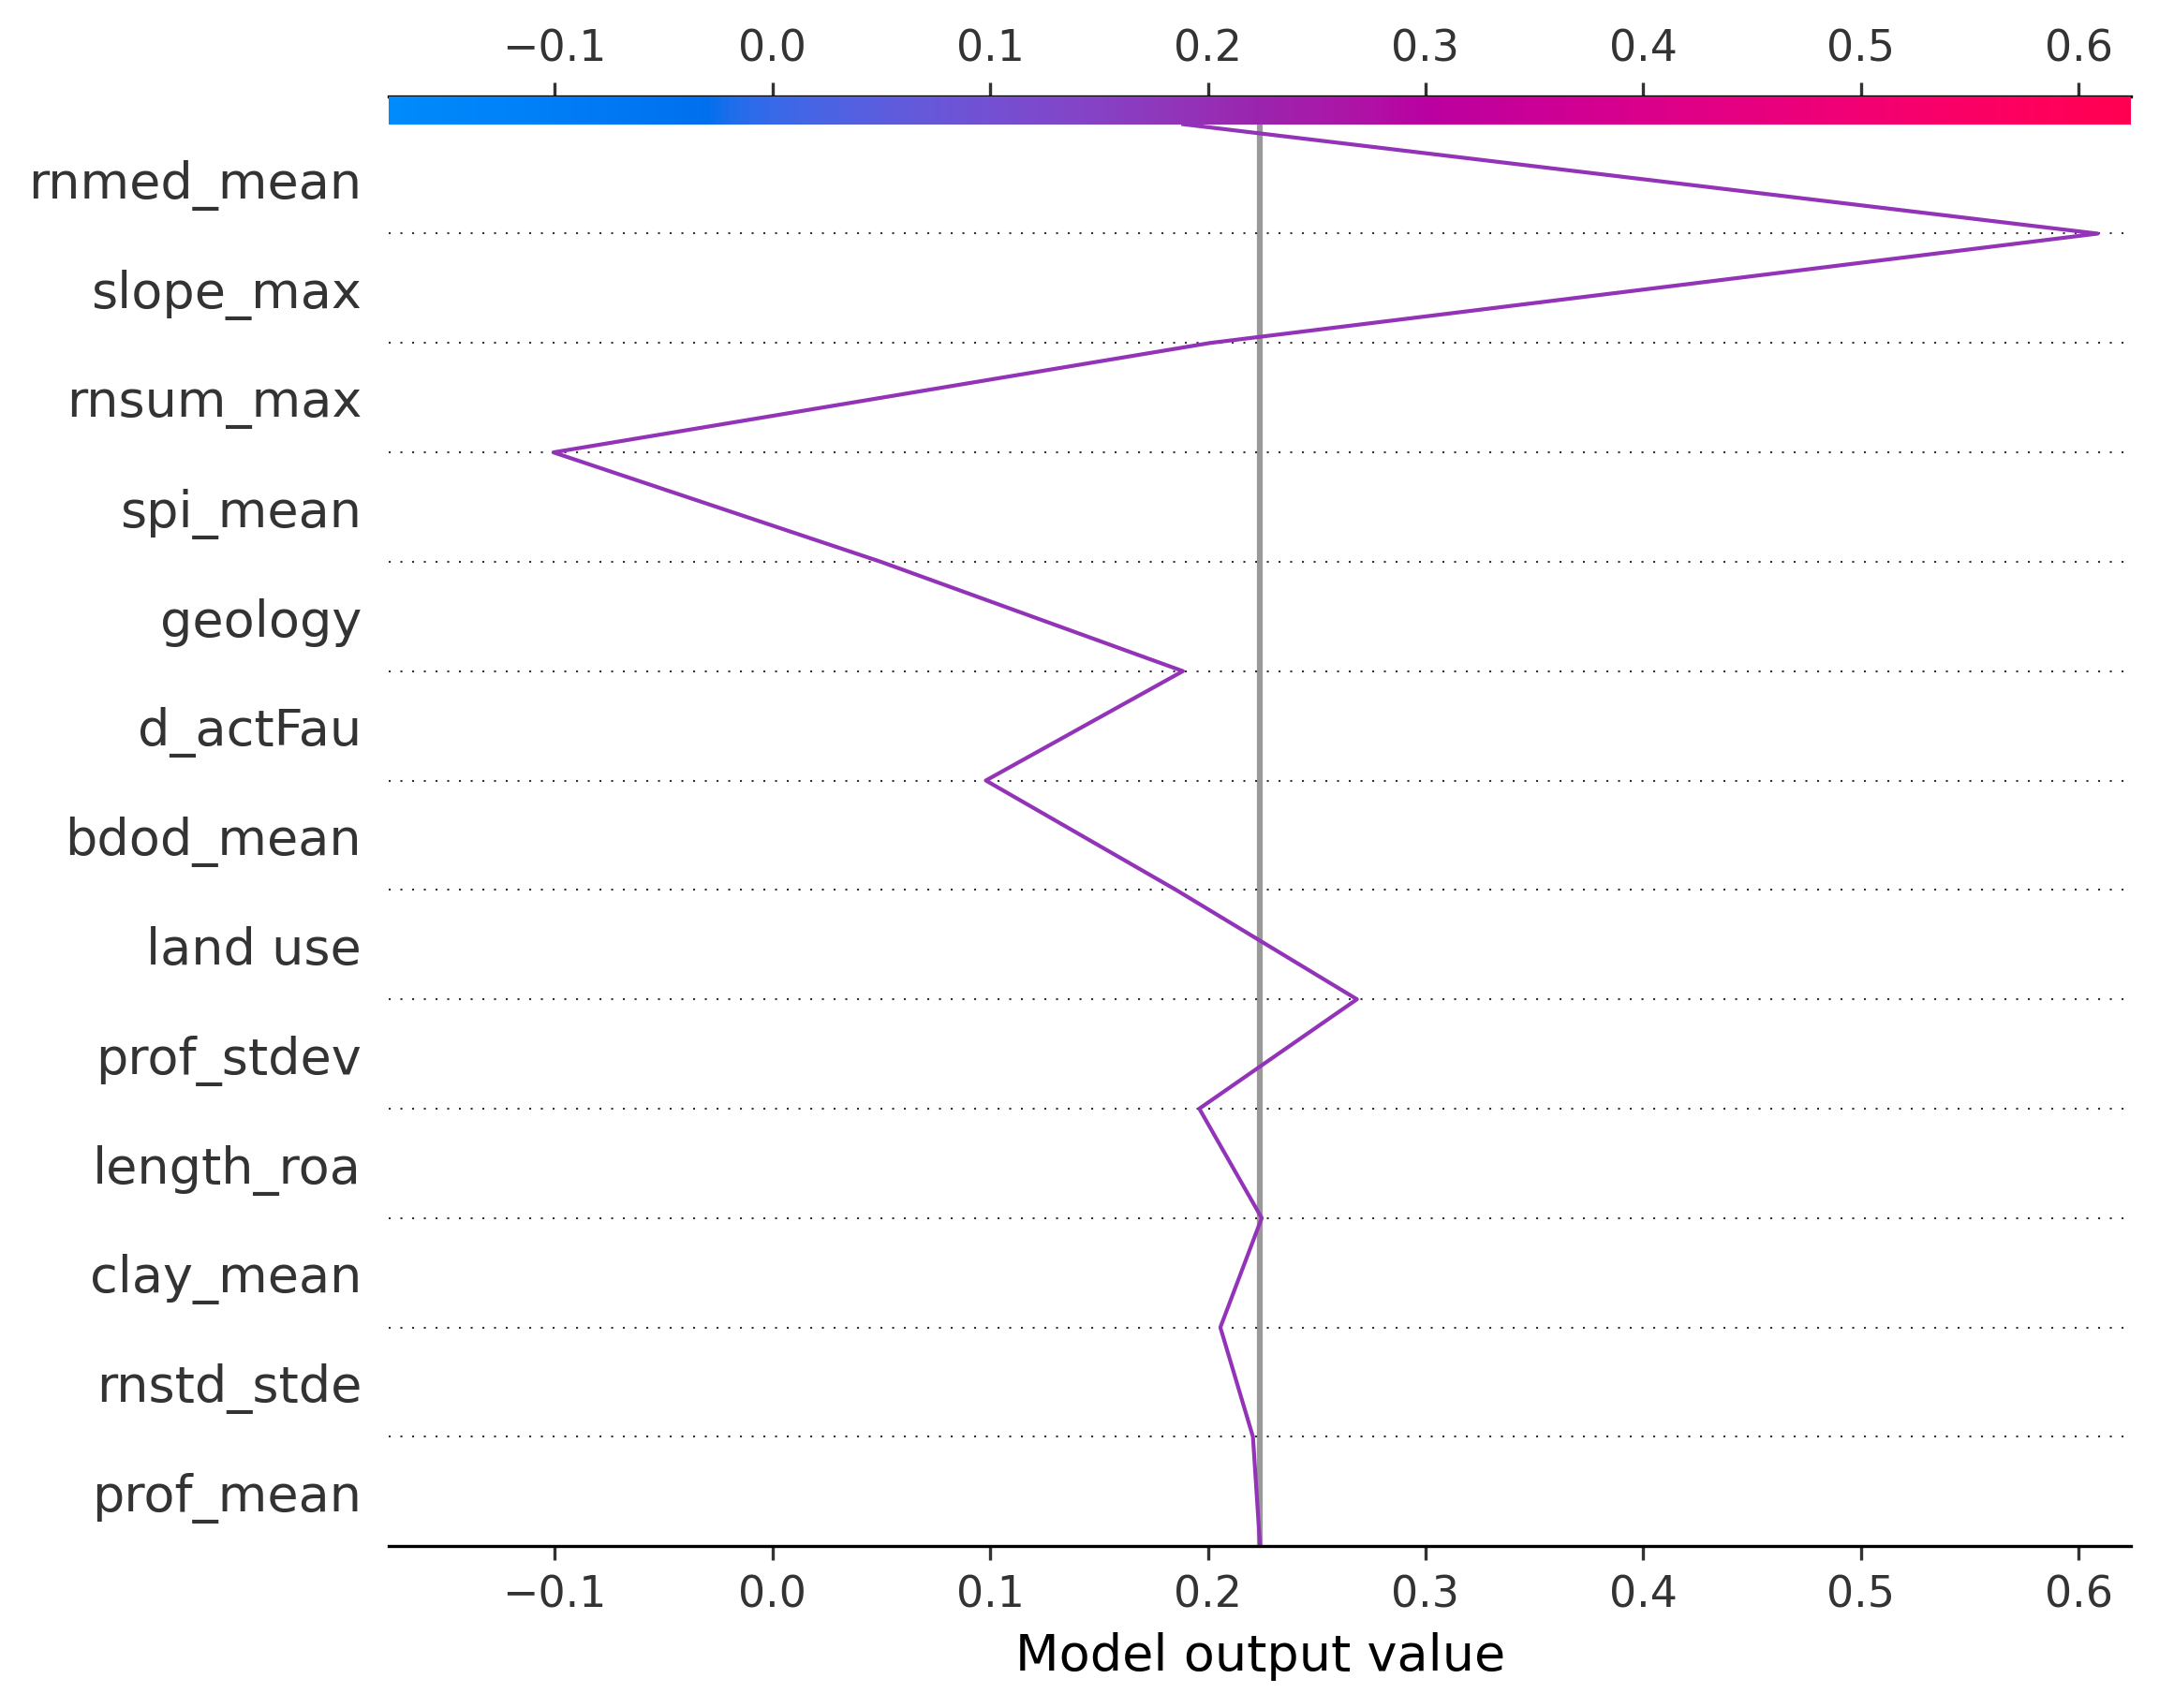 −0.1 0.0 0.1 0.2 0.3 0.4 0.5 0.6
rnmed_mean
slope_max
rnsum_max
spi_mean
geology
d_actFau
bdod_mean
land use
prof_stdev
length_roa
clay_mean
rnstd_stde
prof_mean
−0.1 0.0 0.1 0.2 0.3 0.4 0.5 0.6
Model output value